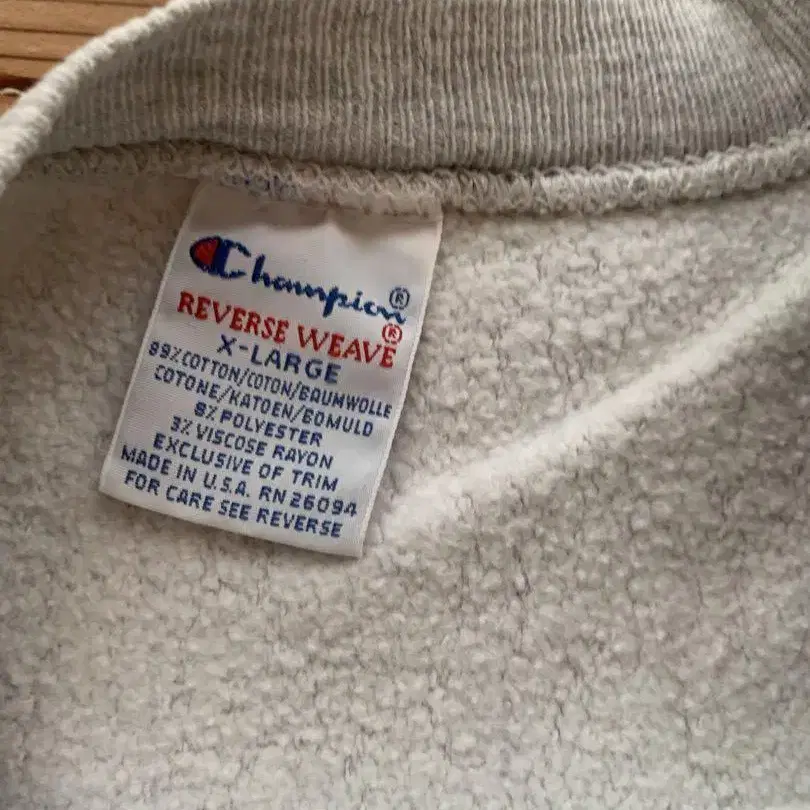 Champion®
REVERSE WEAVE®
X-LARGE
89%COTTON/COTON/BAUMWOLLE
COTONE/KATOEN/BOMULD
8% POLYESTER
3% VISCOSE RAYON
EXCLUSIVE OF TRIM
MADE IN U.S.A. RN 26094
FOR CARE SEE REVERSE